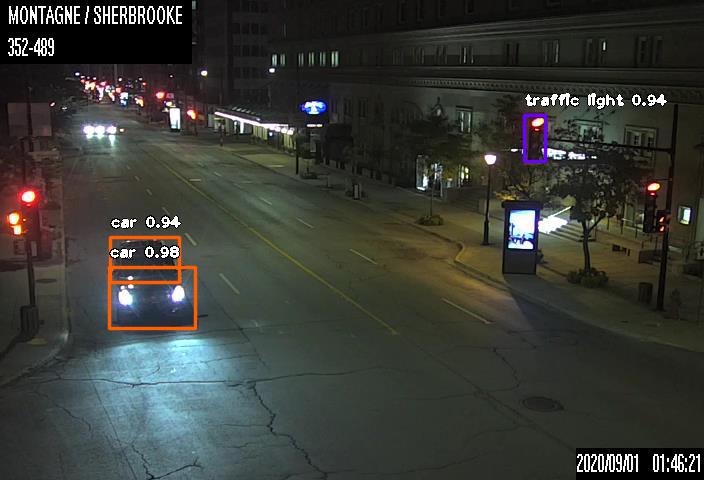 MONTAGNE / SHERBROOKE
352-489
traffic light 0.94
car 0.94
car 0.98
2020/09/01 01:46:21